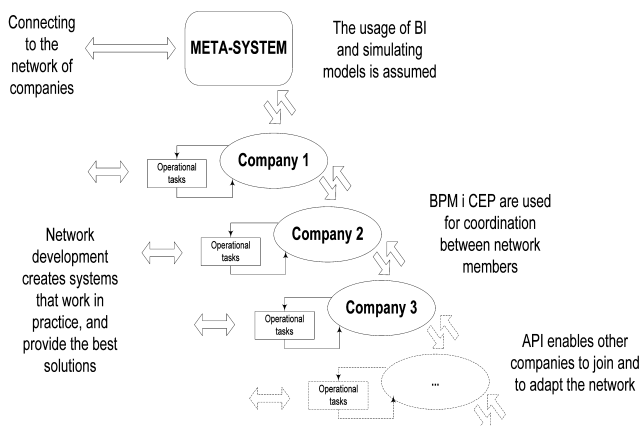 Connecting
to the
network of
companies
META-SYSTEM
The usage of BI
and simulating
models is assumed
Operational
tasks
Company 1
Operational
tasks
Company 2
BPM i CEP are used
for coordination
between network
members
Network
development
creates systems
that work in
practice, and
provide the best
solutions
Operational
tasks
Company 3
API enables other
companies to join and
to adapt the network
Operational
tasks
...